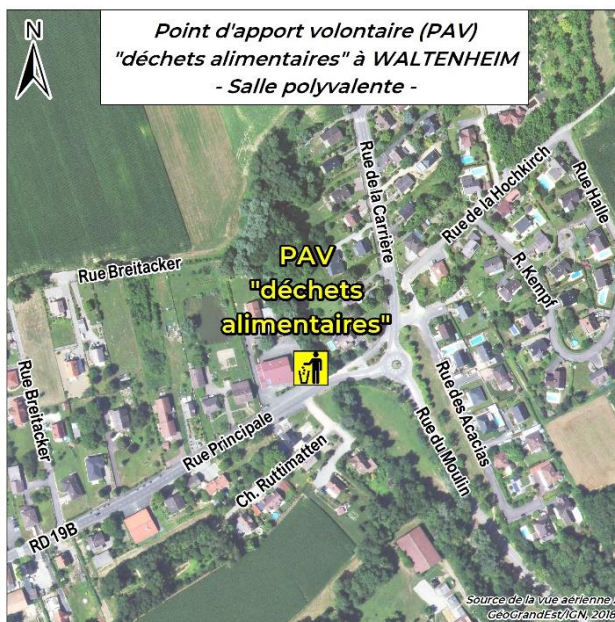 N
Point d'apport volontaire (PAV)
"déchets alimentaires" à WALTENHEIM
- Salle polyvalente -
Rue de la Carrière
Rue de la Hochkirch
Rue Halle
R. Kempf
Rue Breitacker
PAV
"déchets
alimentaires"
Rue Breitacker
Rue Principale
Ch. Ruttimatten
Rue du Moulin
Rue des Acacias
RD 19B
Source de la vue aérienne :
GéoGrandEst/IGN, 2018